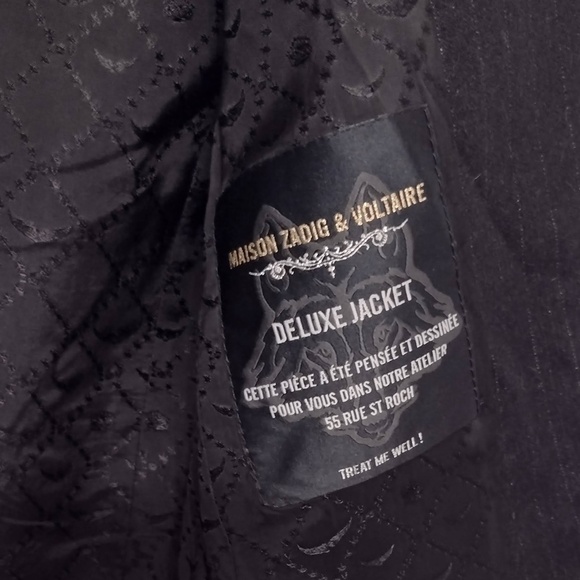 MAISON ZADIG & VOLTAIRE
DELUXE JACKET
CETTE PIÈCE A ÉTÉ PENSÉE ET DESSINÉE
POUR VOUS DANS NOTRE ATELIER
55 RUE ST ROCH
TREAT ME WELL!